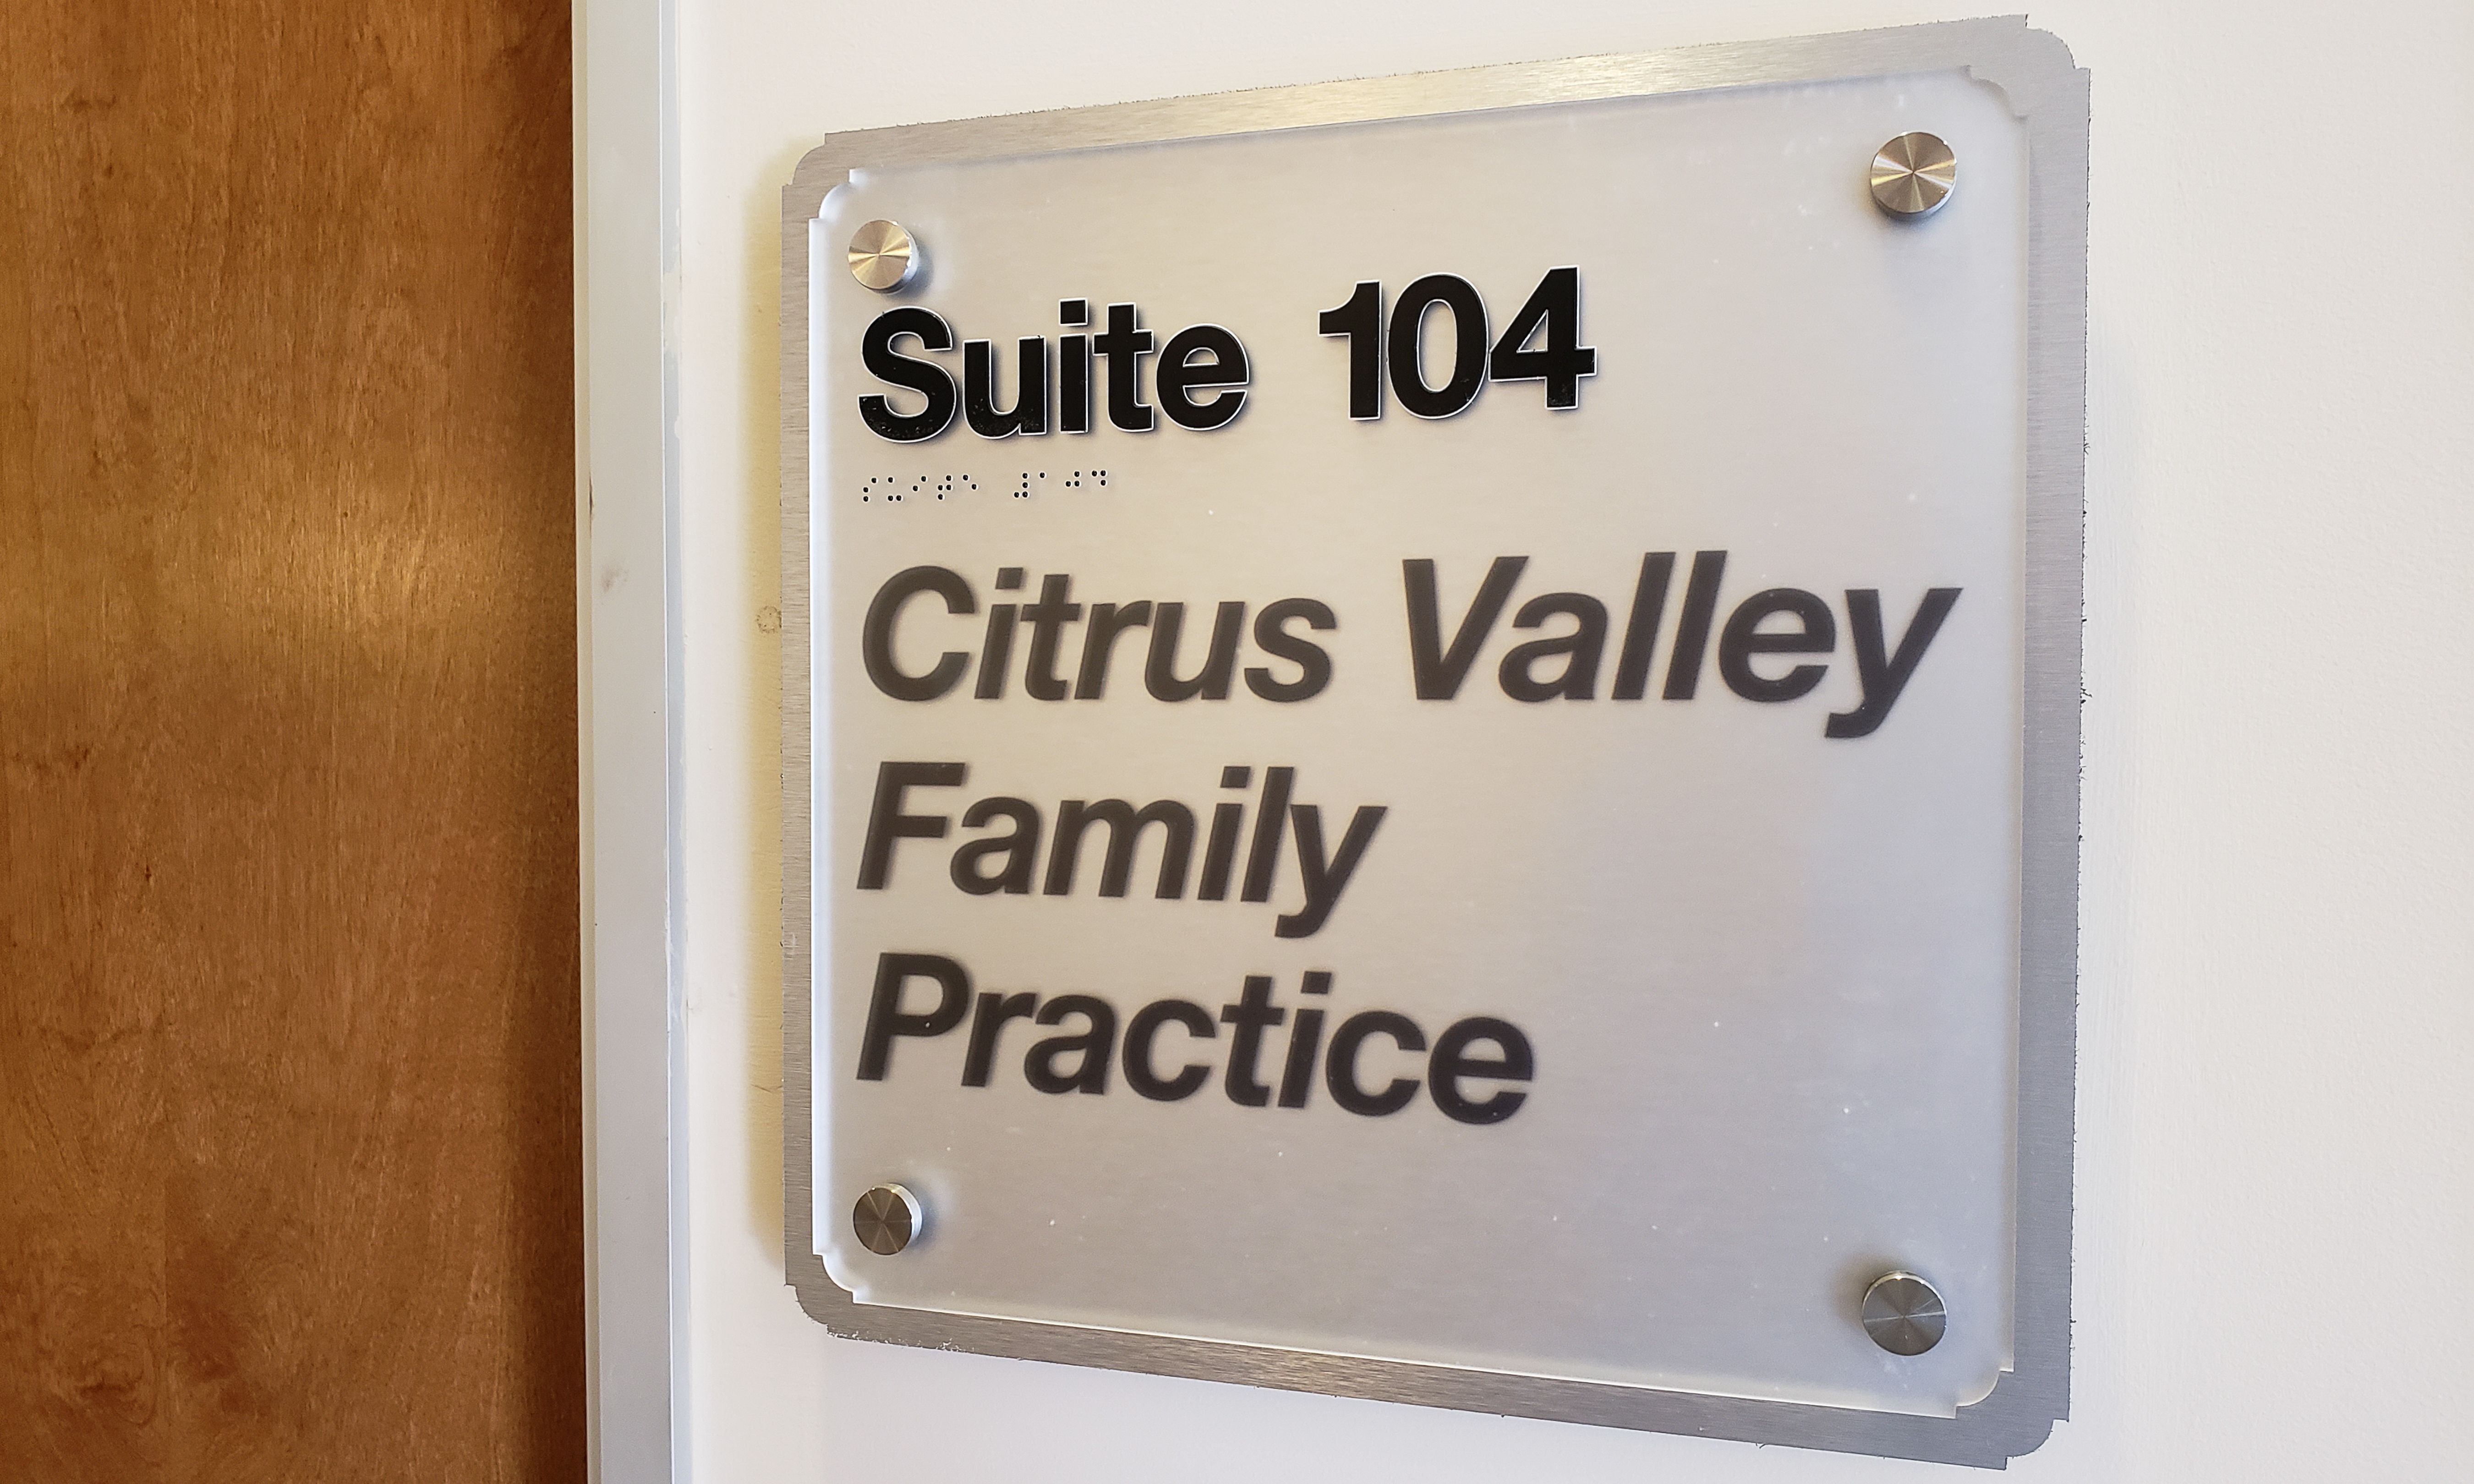 Suite 104
⠎⠥⠊⠞⠑ ⠼⠁⠚⠙
Citrus Valley
Family
Practice